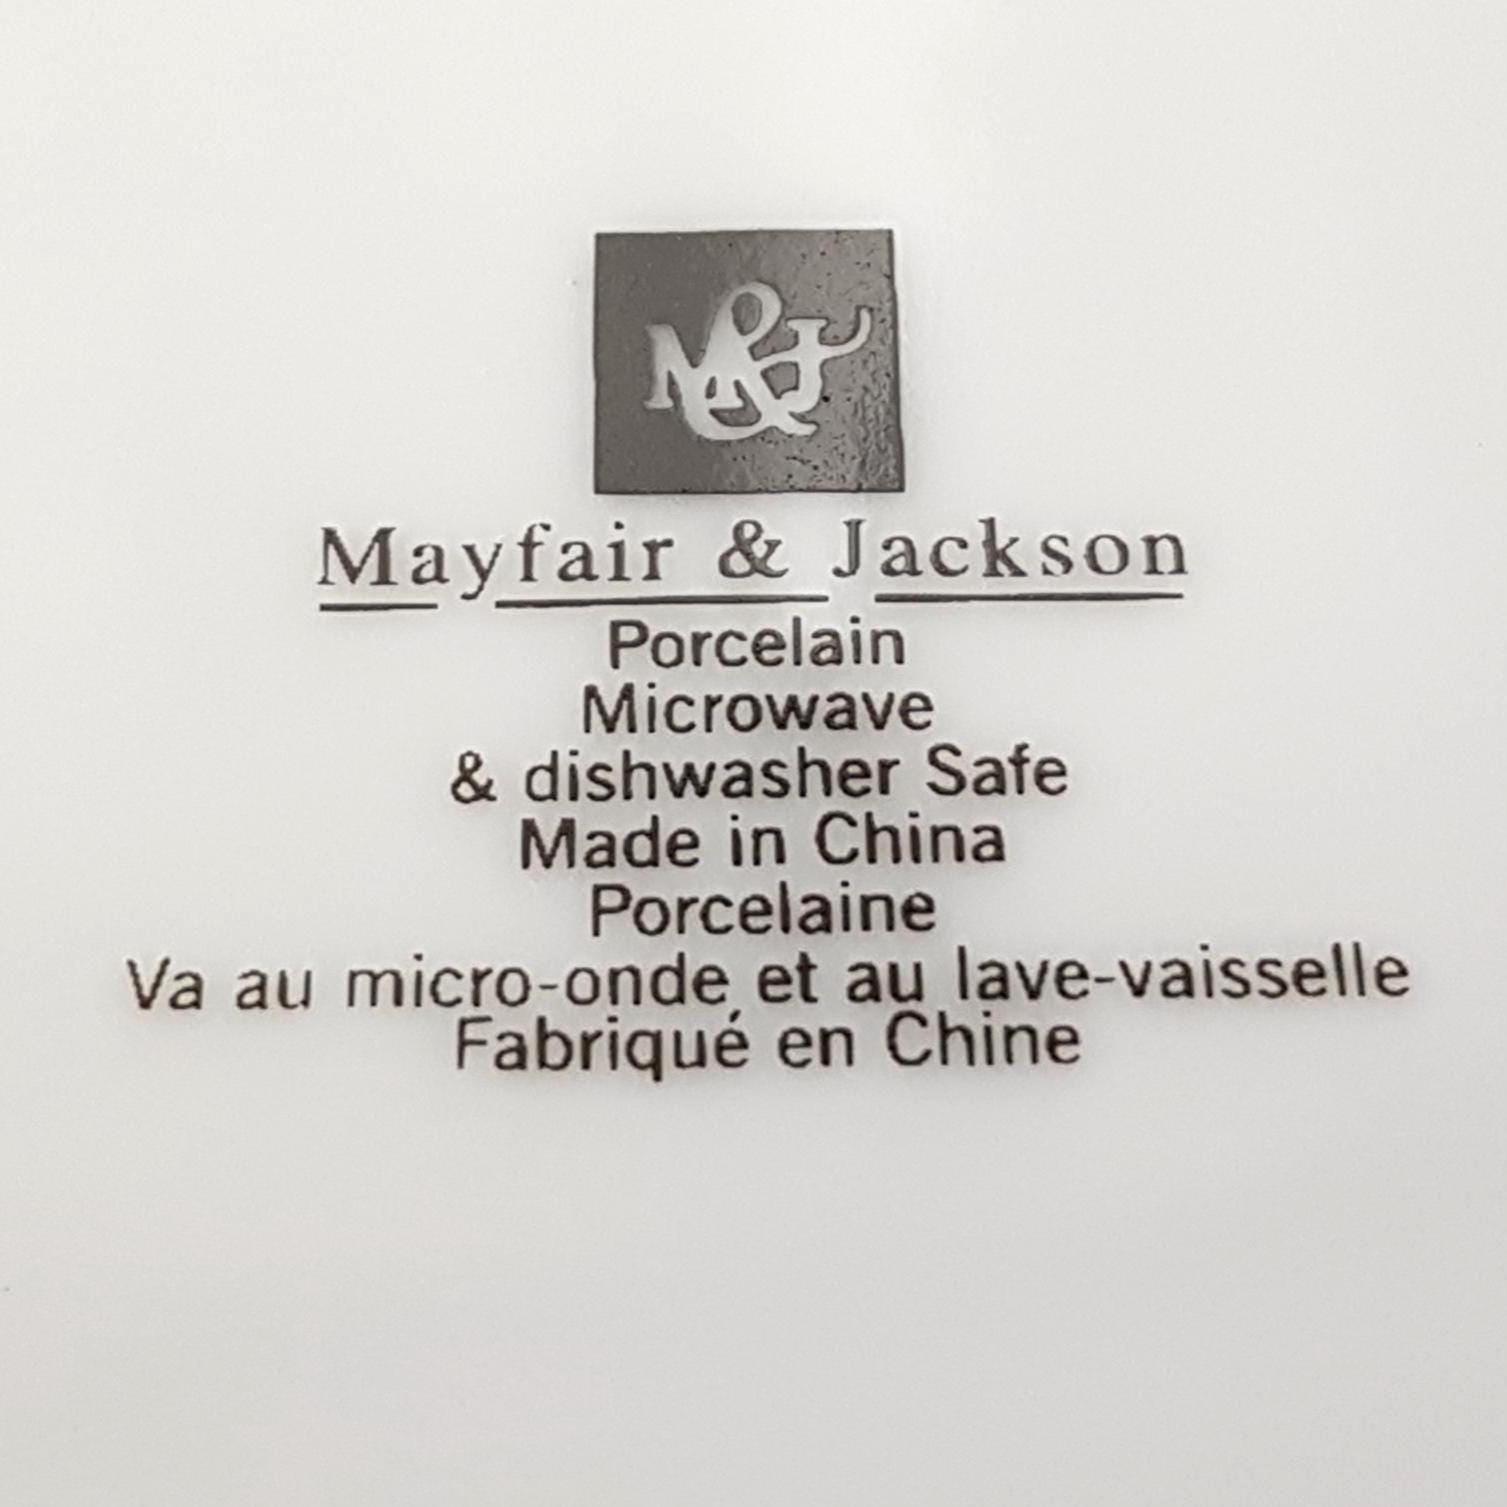 M&J
Mayfair & Jackson
Porcelain
Microwave
& dishwasher Safe
Made in China
Porcelaine
Va au micro-onde et au lave-vaisselle
Fabriqué en Chine